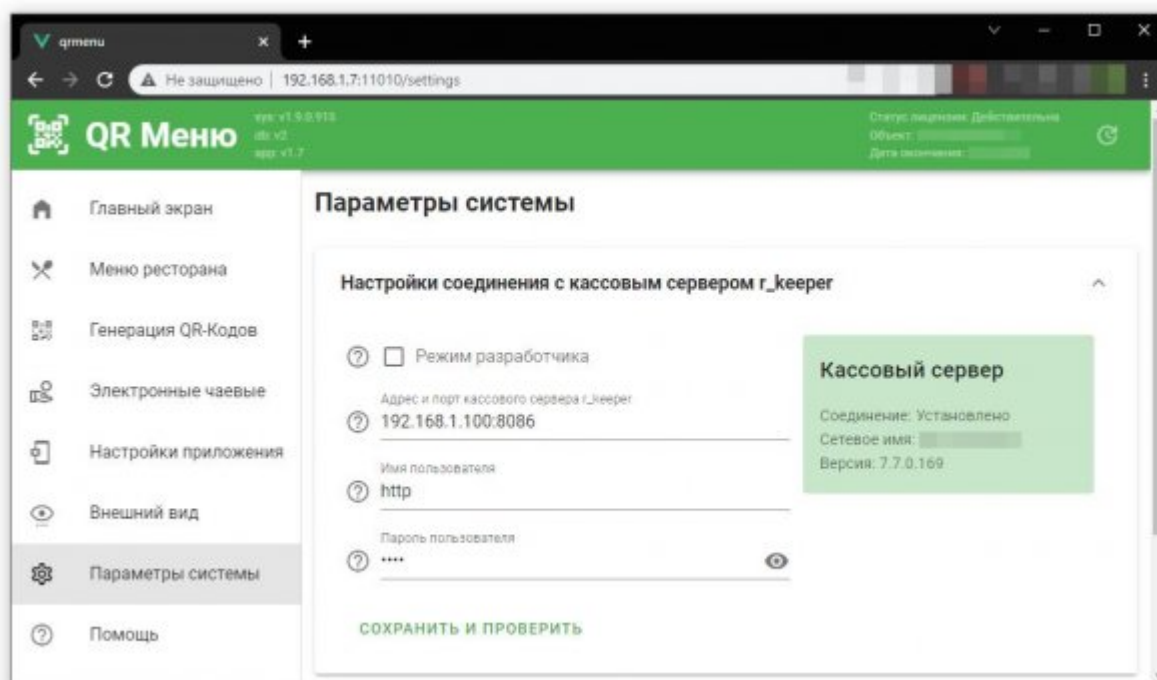 qrmenu
Не защищено | 192.168.1.7:11010/settings
QR Меню
sys: v1.9.0.913
db: v2
app: v1.7
Статус лицензии: Действительна
Объект:
Дата окончания:
Главный экран
Меню ресторана
Генерация QR-Кодов
Электронные чаевые
Настройки приложения
Внешний вид
Параметры системы
Помощь
Параметры системы
Настройки соединения с кассовым сервером r_keeper
Режим разработчика
Адрес и порт кассового сервера r_keeper
192.168.1.100:8086
Имя пользователя
http
Пароль пользователя
••••
СОХРАНИТЬ И ПРОВЕРИТЬ
Кассовый сервер
Соединение: Установлено
Сетевое имя:
Версия: 7.7.0.169